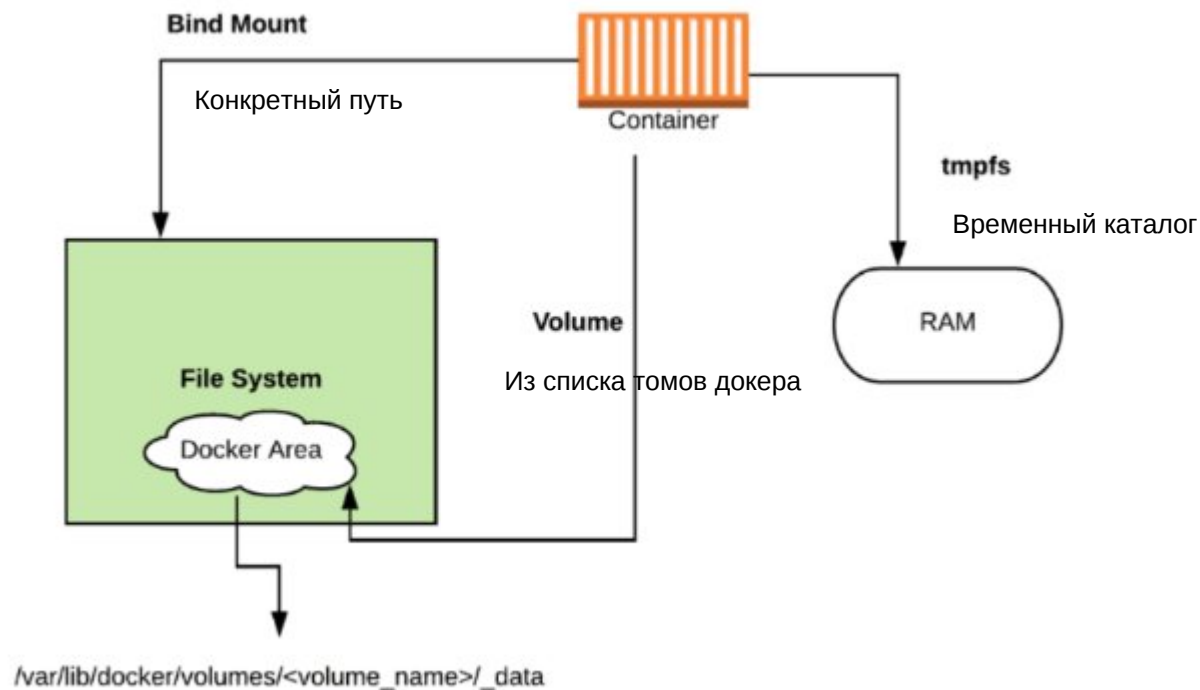 Bind Mount
Конкретный путь
Container
tmpfs
Временный каталог
RAM
Volume
Из списка томов докера
File System
Docker Area
/var/lib/docker/volumes/<volume_name>/_data